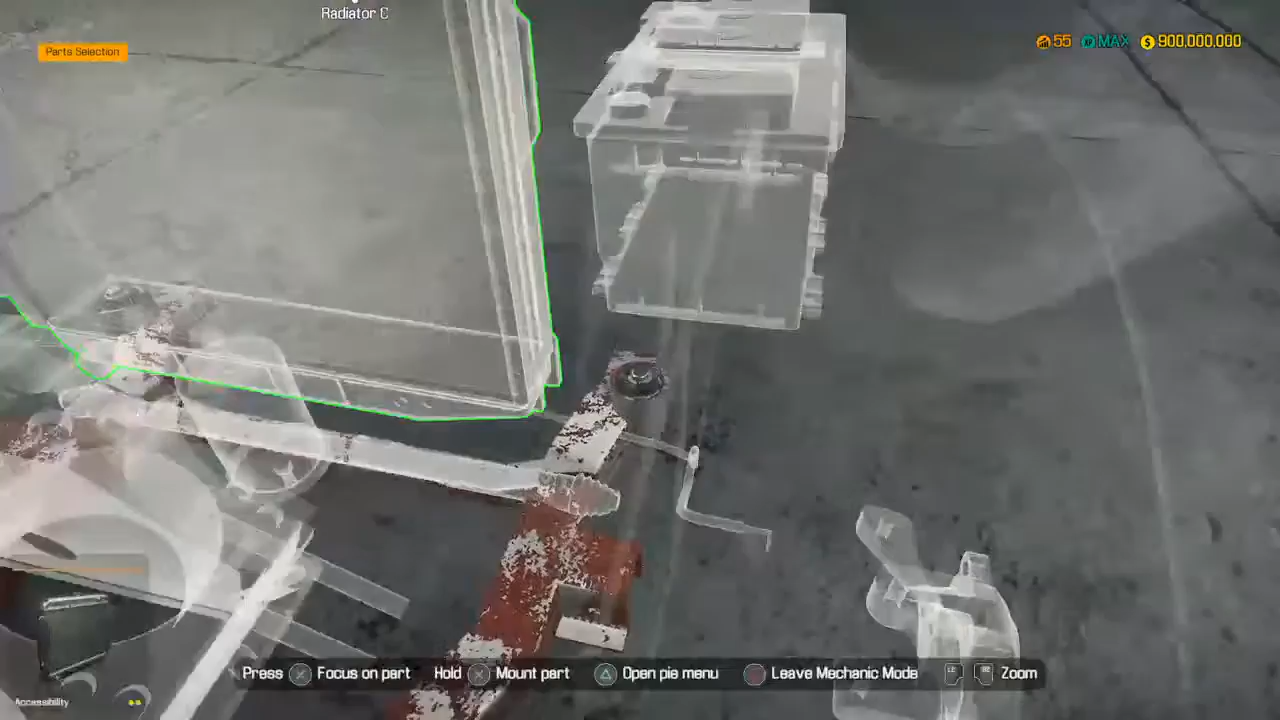 Radiator C
Parts Selection
55 MAX $ 900,000,000
Press Focus on part Hold Mount part Open pie menu Leave Mechanic Mode Zoom
Accessibility